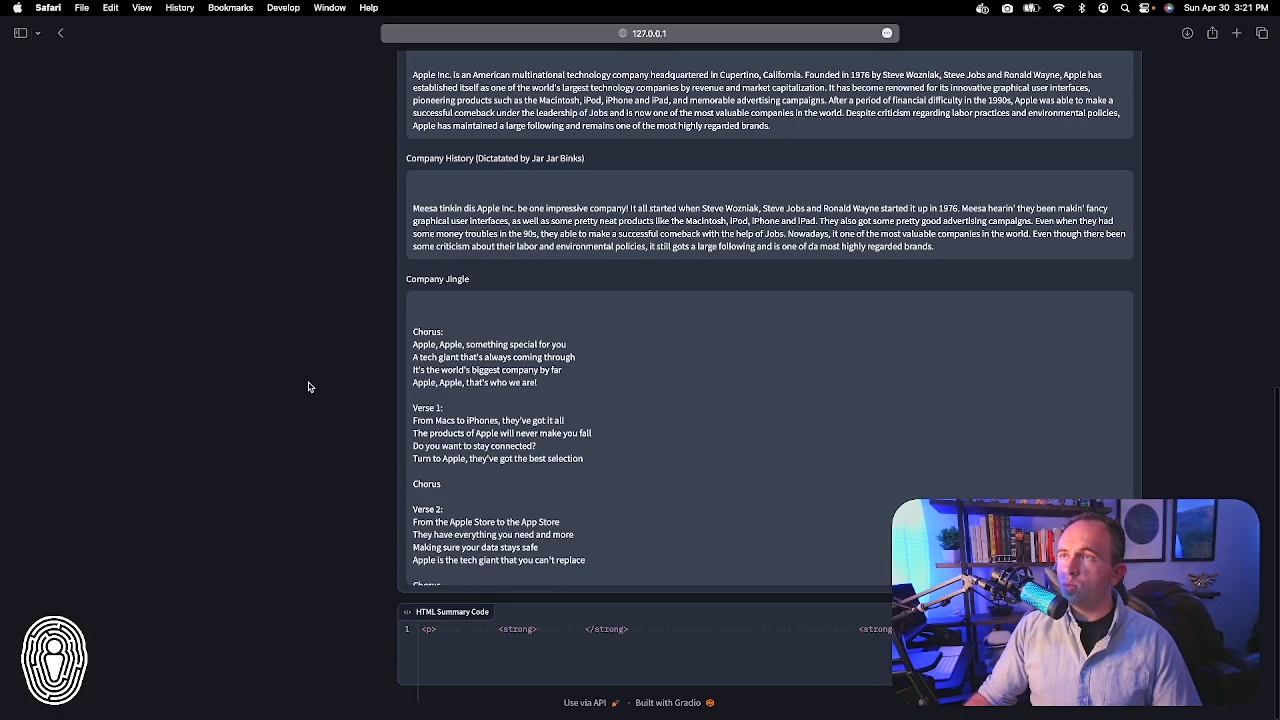 Safari File Edit View History Bookmarks Develop Window Help Sun Apr 30 3:21 PM
127.0.0.1
Apple Inc. is an American multinational technology company headquartered in Cupertino, California. Founded in 1976 by Steve Wozniak, Steve Jobs and Ronald Wayne, Apple has
established itself as one of the world's largest technology companies by revenue and market capitalization. It has become renowned for its innovative graphical user interfaces,
pioneering products such as the Macintosh, iPod, iPhone and iPad, and memorable advertising campaigns. After a period of financial difficulty in the 1990s, Apple was able to make a
successful comeback under the leadership of Jobs and is now one of the most valuable companies in the world. Despite criticism regarding labor practices and environmental policies,
Apple has maintained a large following and remains one of the most highly regarded brands.
Company History (Dictatated by Jar Jar Binks)
Meesa tinkin dis Apple Inc. be one impressive company! It all started when Steve Wozniak, Steve Jobs and Ronald Wayne started it up in 1976. Meesa hearin' they been makin' fancy
graphical user interfaces, as well as some pretty neat products like the Macintosh, iPod, iPhone and iPad. They also got some pretty good advertising campaigns. Even when they had
some money troubles in the 90s, they able to make a successful comeback with the help of Jobs. Nowadays, it one of the most valuable companies in the world. Even though there been
some criticism about their labor and environmental policies, it still gots a large following and is one of da most highly regarded brands.
Company Jingle
Chorus:
Apple, Apple, something special for you
A tech giant that's always coming through
It's the world's biggest company by far
Apple, Apple, that's who we are!
Verse 1:
From Macs to iPhones, they've got it all
The products of Apple will never make you fall
Do you want to stay connected?
Turn to Apple, they've got the best selection
Chorus
Verse 2:
From the Apple Store to the App Store
They have everything you need and more
Making sure your data stays safe
Apple is the tech giant that you can't replace
Chorus
HTML Summary Code
1 <p> <strong> </strong> <strong
Use via API · Built with Gradio